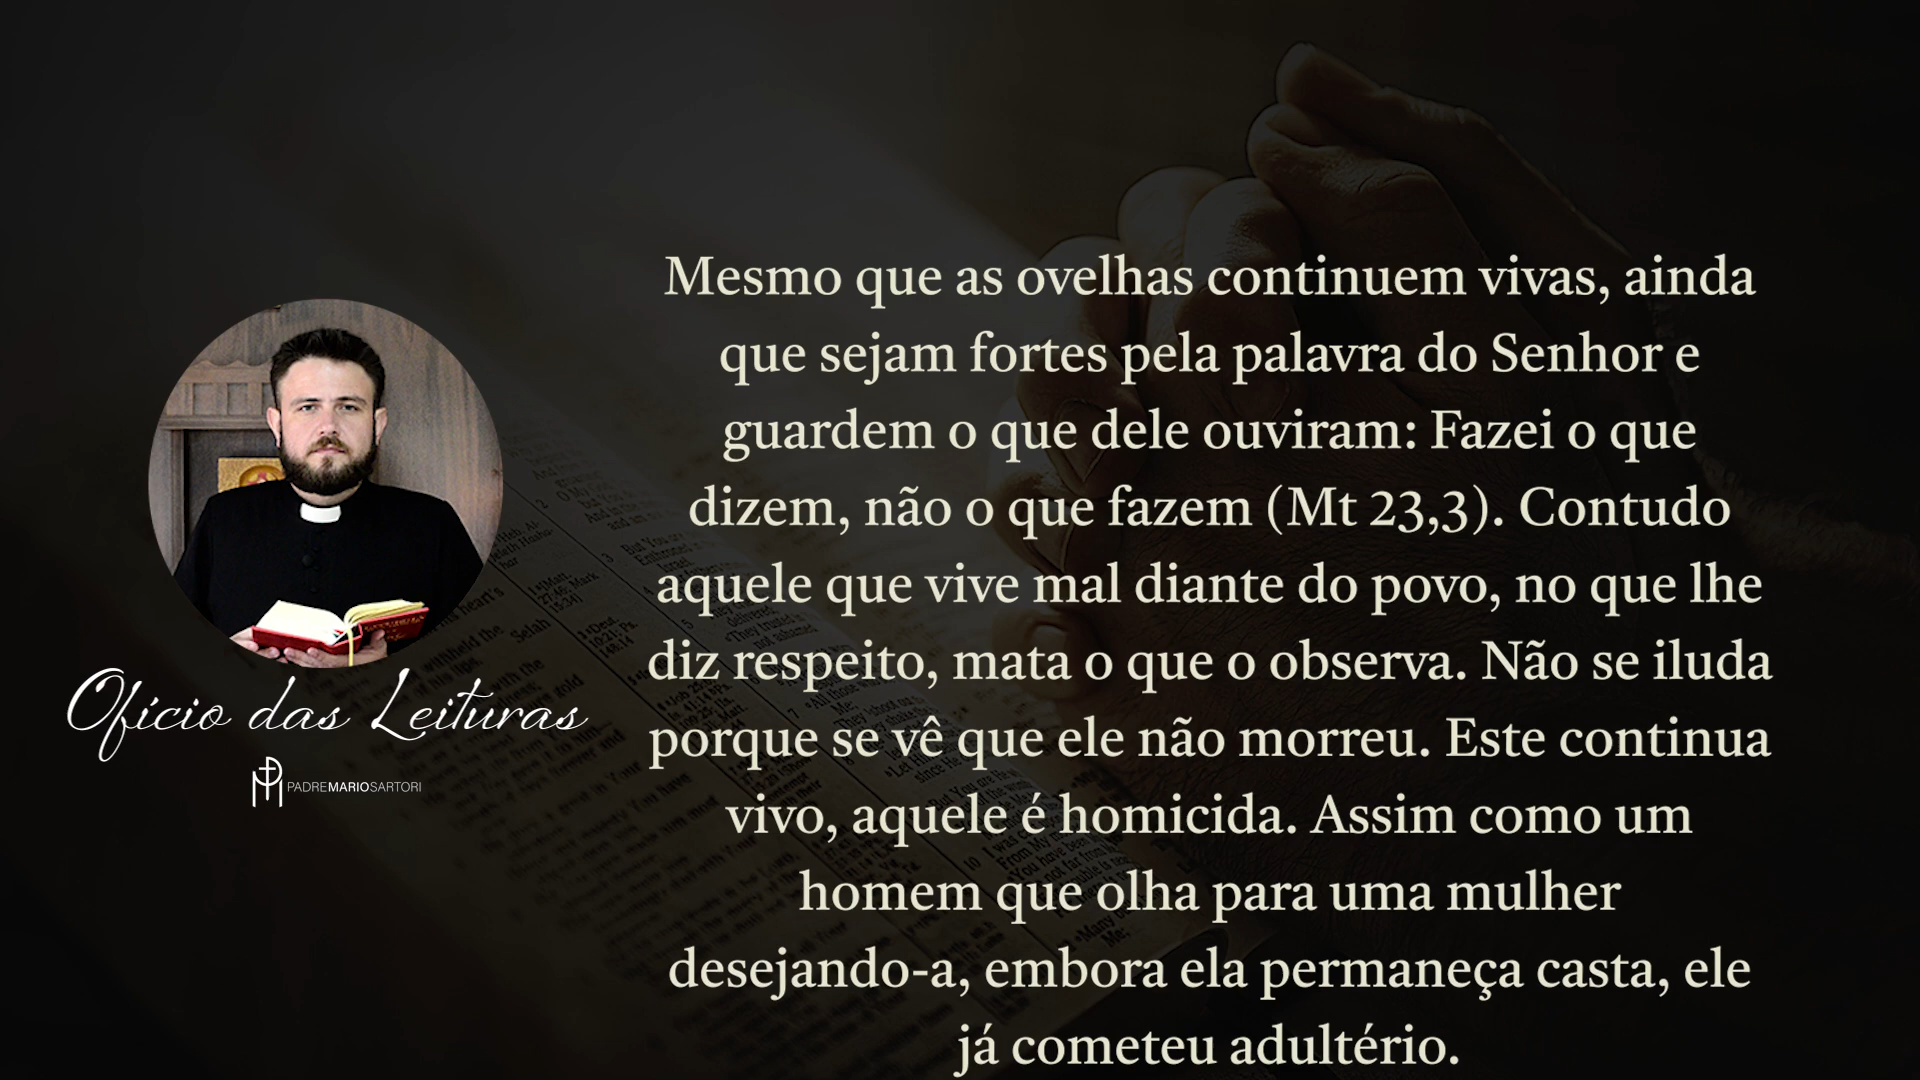 Mesmo que as ovelhas continuem vivas, ainda
que sejam fortes pela palavra do Senhor e
guardem o que dele ouviram: Fazei o que
dizem, não o que fazem (Mt 23,3). Contudo
aquele que vive mal diante do povo, no que lhe
diz respeito, mata o que o observa. Não se iluda
porque se vê que ele não morreu. Este continua
vivo, aquele é homicida. Assim como um
homem que olha para uma mulher
desejando-a, embora ela permaneça casta, ele
já cometeu adultério.
Ofício das Leituras
PADREMARIOSARTORI